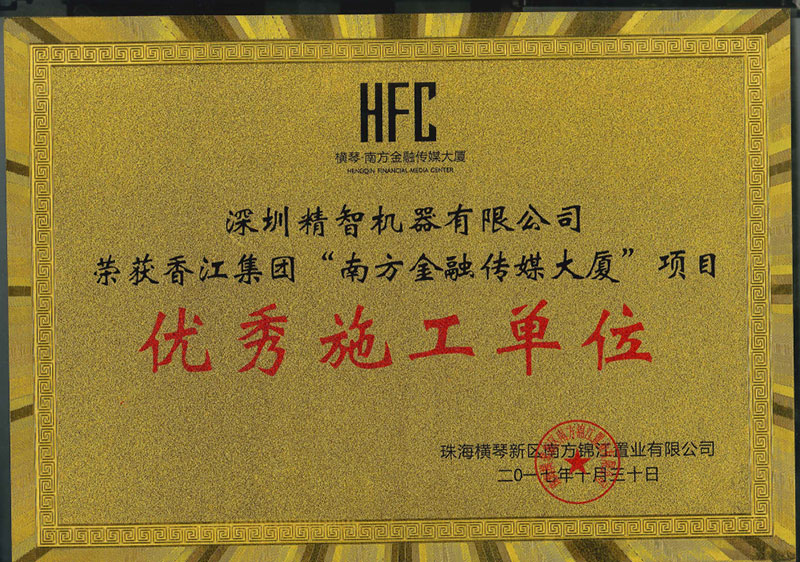 HFC
横琴·南方金融传媒大厦
HENGQIN FINANCIAL MEDIA CENTER
深圳精智机器有限公司
荣获香江集团“南方金融传媒大厦”项目
优秀施工单位
珠海横琴新区南方锦江置业有限公司
二0一七年十月三十日